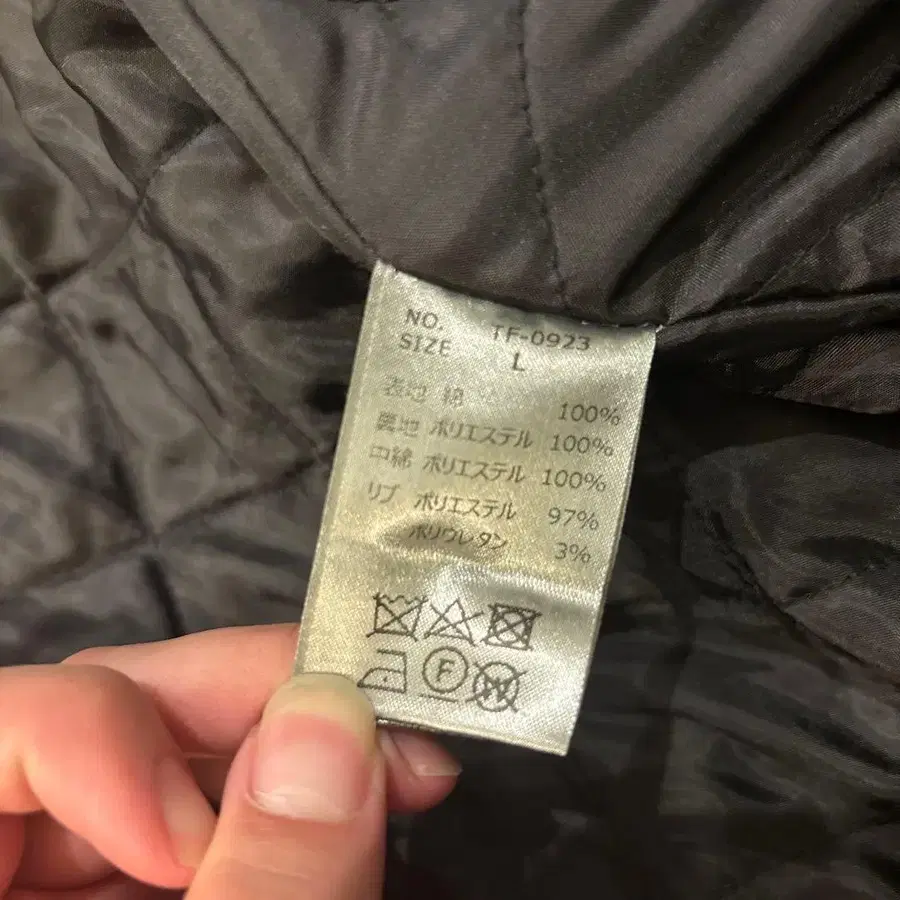 NO. TF-0923
SIZE L
表地 綿 100%
裏地 ポリエステル 100%
中綿 ポリエステル 100%
リブ ポリエステル 97%
ポリウレタン 3%
F W